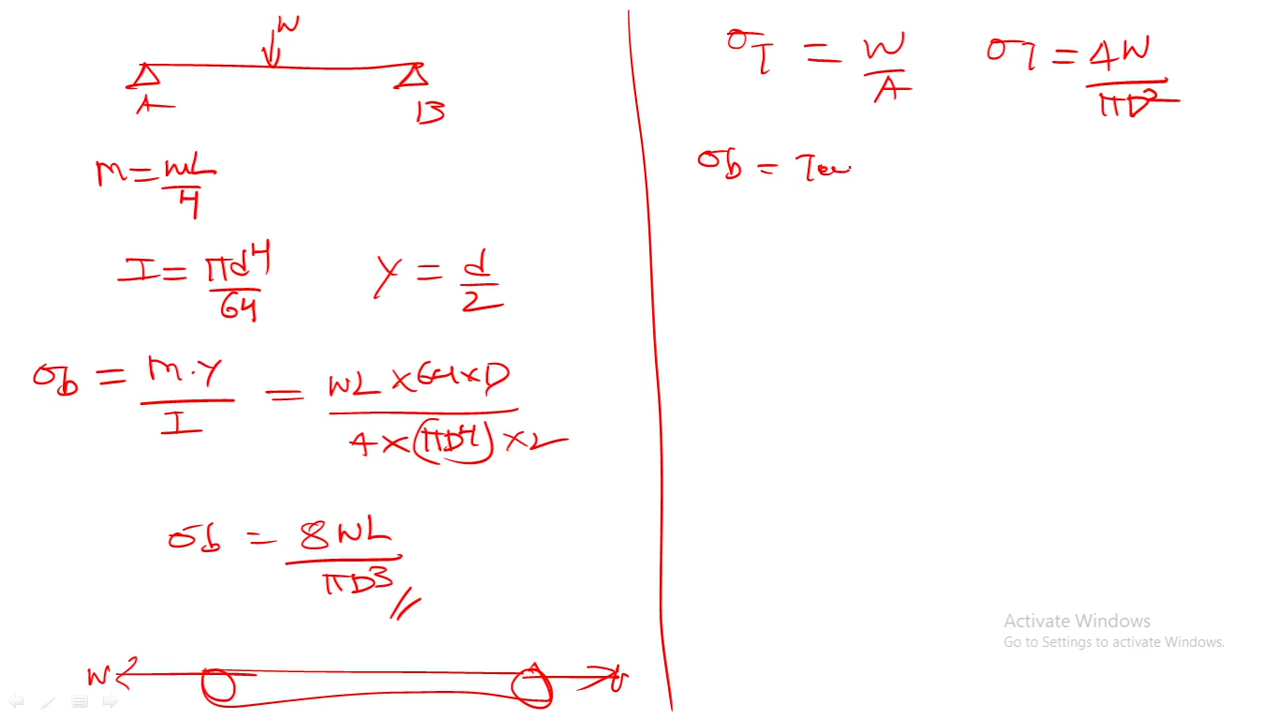 W
A B
m = WL/4
I = πd⁴/64 Y = d/2
σb = m.Y/I = WL×64×D/4×(πD⁴)×2
σb = 8WL/πD³ //
W
σT = W/A σT = 4W/πD²
σb =
Activate Windows
Go to Settings to activate Windows.